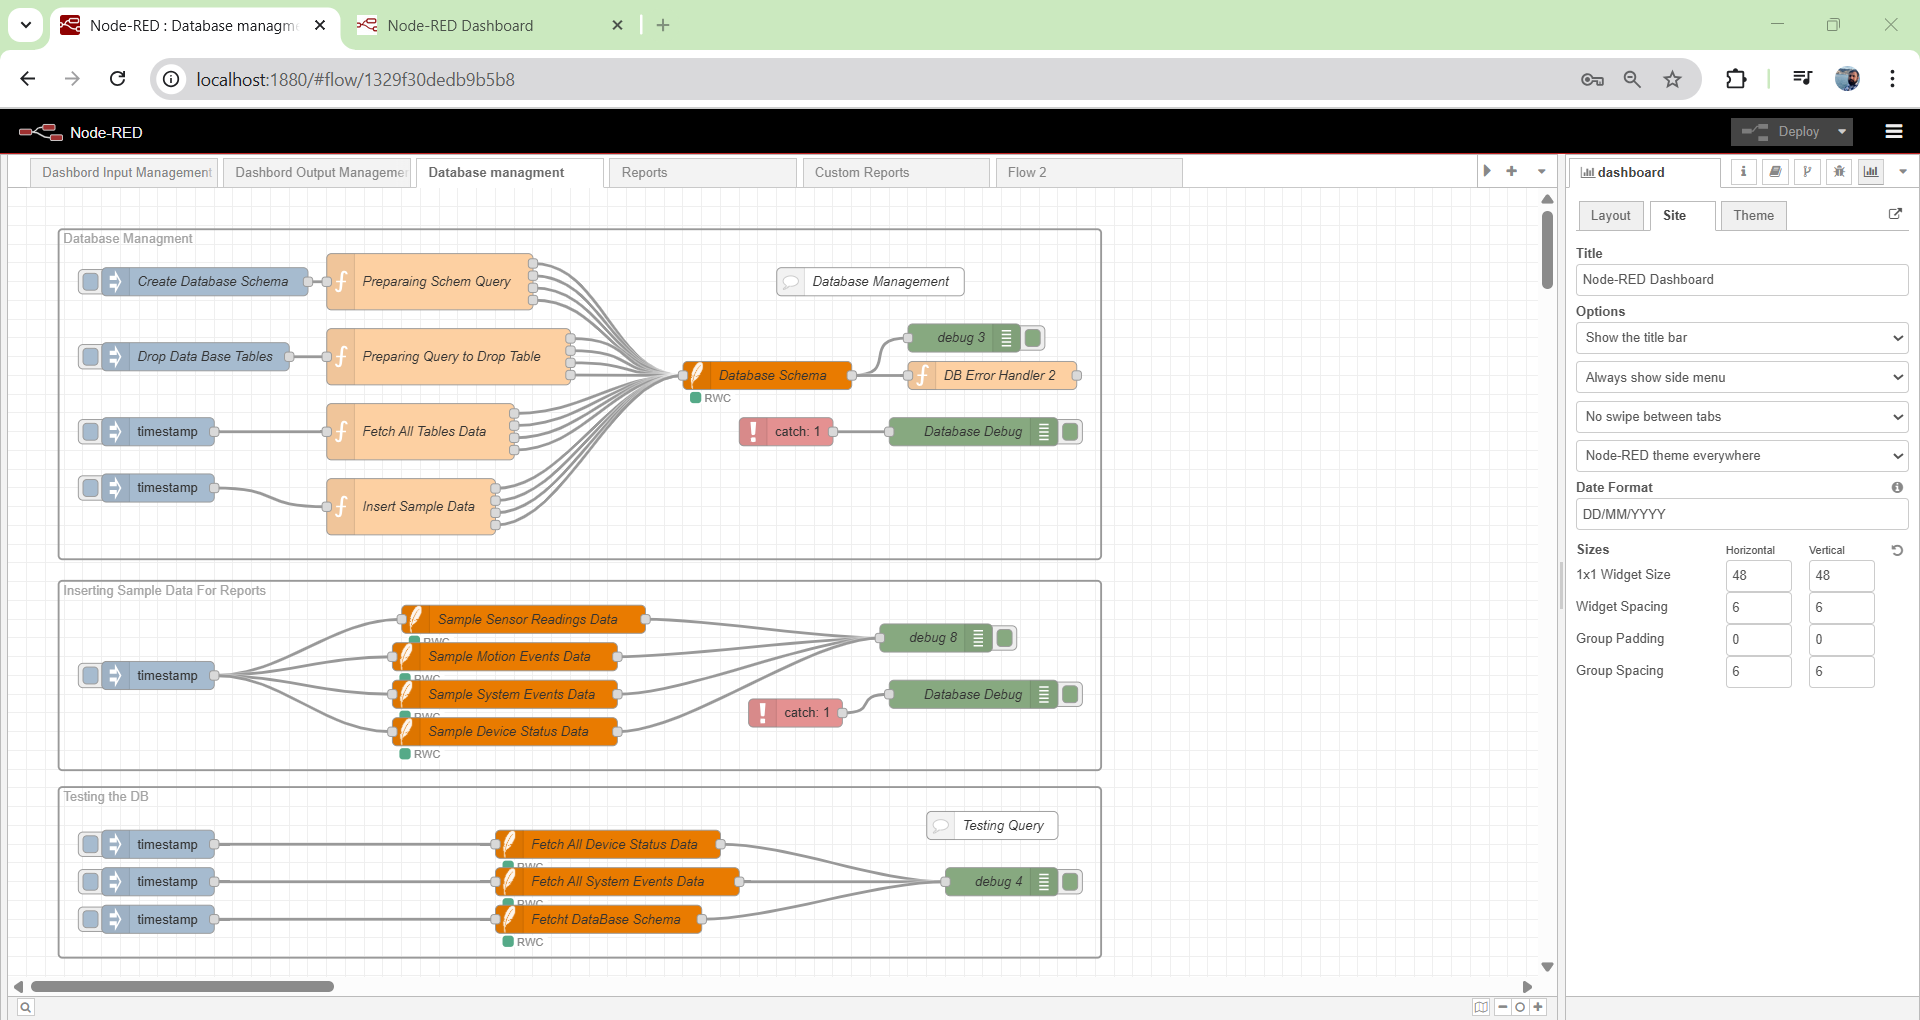 Node-RED : Database managm
Node-RED Dashboard
localhost:1880/#flow/1329f30dedb9b5b8
Node-RED
Deploy
Dashbord Input Management
Dashbord Output Managemer
Database managment
Reports
Custom Reports
Flow 2
dashboard
Layout
Site
Theme
Title
Node-RED Dashboard
Options
Show the title bar
Always show side menu
No swipe between tabs
Node-RED theme everywhere
Date Format
DD/MM/YYYY
Sizes
Horizontal
Vertical
1x1 Widget Size
48
48
Widget Spacing
6
6
Group Padding
0
0
Group Spacing
6
6
Database Managment
Create Database Schema
Preparaing Schem Query
Database Management
Drop Data Base Tables
Preparing Query to Drop Table
debug 3
Database Schema
RWC
DB Error Handler 2
timestamp
Fetch All Tables Data
catch: 1
Database Debug
timestamp
Insert Sample Data
Inserting Sample Data For Reports
Sample Sensor Readings Data
RWC
debug 8
Sample Motion Events Data
RWC
timestamp
Sample System Events Data
RWC
Database Debug
catch: 1
Sample Device Status Data
RWC
Testing the DB
Testing Query
timestamp
Fetch All Device Status Data
RWC
timestamp
Fetch All System Events Data
RWC
debug 4
timestamp
Fetcht DataBase Schema
RWC